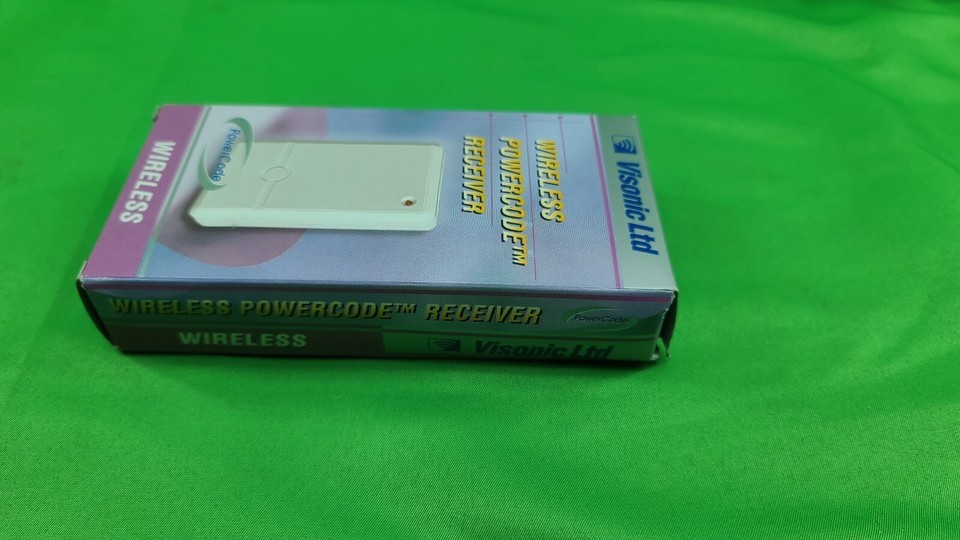 Visonic Ltd
WIRELESS
POWERCODE™
RECEIVER
PowerCode
WIRELESS
WIRELESS POWERCODE™ RECEIVER
PowerCode
WIRELESS
Visonic Ltd